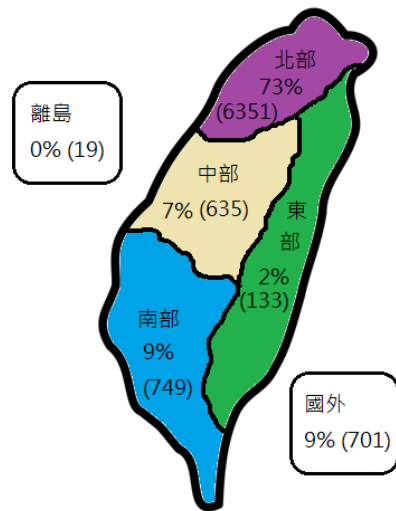 北部
73%
(6351)
離島
0% (19)
中部
7% (635)
東
部
2%
(133)
南部
9%
(749)
國外
9% (701)